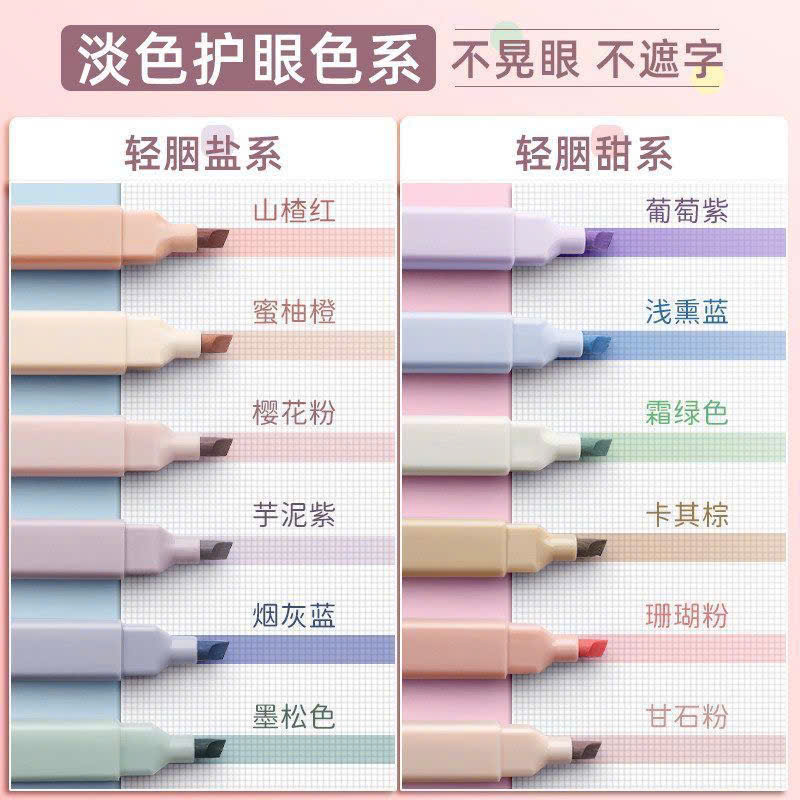 淡色护眼色系 不晃眼 不遮字
轻胭盐系
山楂红
蜜柚橙
樱花粉
芋泥紫
烟灰蓝
墨松色
轻胭甜系
葡萄紫
浅熏蓝
霜绿色
卡其棕
珊瑚粉
甘石粉